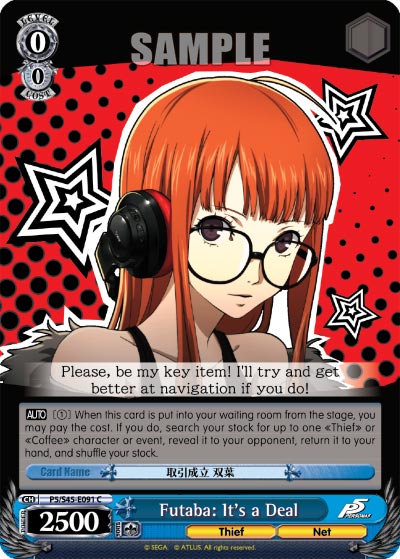 LEVEL
0
SAMPLE
0
COST
Please, be my key item! I'll try and get
better at navigation if you do!
AUTO [(1)] When this card is put into your waiting room from the stage, you
may pay the cost. If you do, search your stock for up to one «Thief» or
«Coffee» character or event, reveal it to your opponent, return it to your
hand, and shuffle your stock.
Card Name 取引成立 双葉
CH P5/S45-E091 C
POWER 2500
Futaba: It's a Deal
P5 PERSONA5
Thief Net
© SEGA. © ATLUS. All rights reserved.